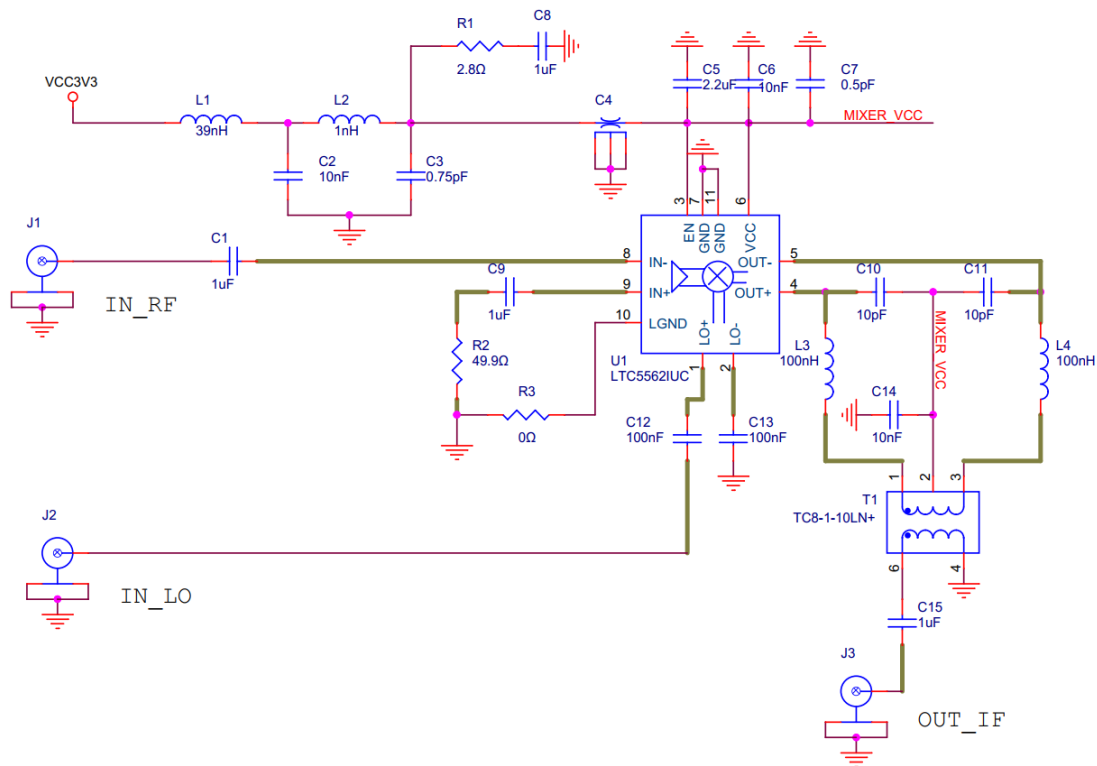 R1
2.8Ω
C8
1uF
VCC3V3
L1
39nH
L2
1nH
C2
10nF
C3
0.75pF
C4
C5
2.2uF
C6
10nF
C7
0.5pF
MIXER_VCC
J1
IN_RF
C1
1uF
C9
1uF
R2
49.9Ω
R3
0Ω
3
7
11
6
EN
GND
GND
VCC
8
IN-
9
IN+
10
LGND
OUT-
5
OUT+
4
LO+
LO-
1
2
U1
LTC5562IUC
C10
10pF
C11
10pF
MIXER_VCC
L3
100nH
L4
100nH
C14
10nF
C12
100nF
C13
100nF
1
2
3
T1
TC8-1-10LN+
6
4
J2
IN_LO
C15
1uF
J3
OUT_IF